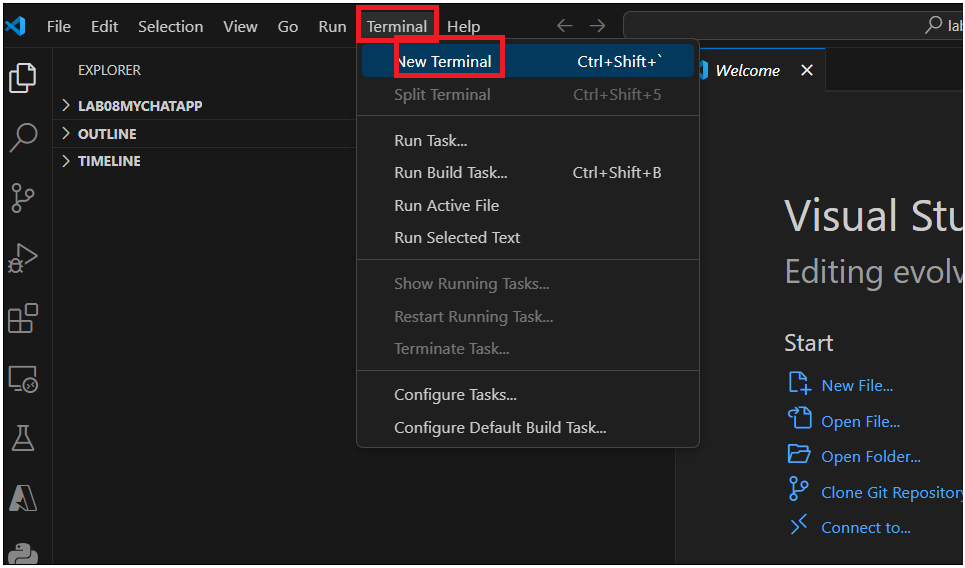 File Edit Selection View Go Run Terminal Help lab
EXPLORER
LAB08MYCHATAPP
OUTLINE
TIMELINE
New Terminal Ctrl+Shift+`
Split Terminal Ctrl+Shift+5
Run Task...
Run Build Task... Ctrl+Shift+B
Run Active File
Run Selected Text
Show Running Tasks...
Restart Running Task...
Terminate Task...
Configure Tasks...
Configure Default Build Task...
Welcome
Visual Stu
Editing evolv
Start
New File...
Open File...
Open Folder...
Clone Git Repository
Connect to...